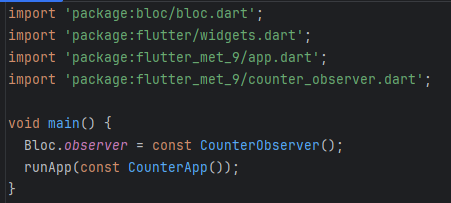 import 'package:bloc/bloc.dart';
import 'package:flutter/widgets.dart';
import 'package:flutter_met_9/app.dart';
import 'package:flutter_met_9/counter_observer.dart';

void main() {
  Bloc.observer = const CounterObserver();
  runApp(const CounterApp());
}